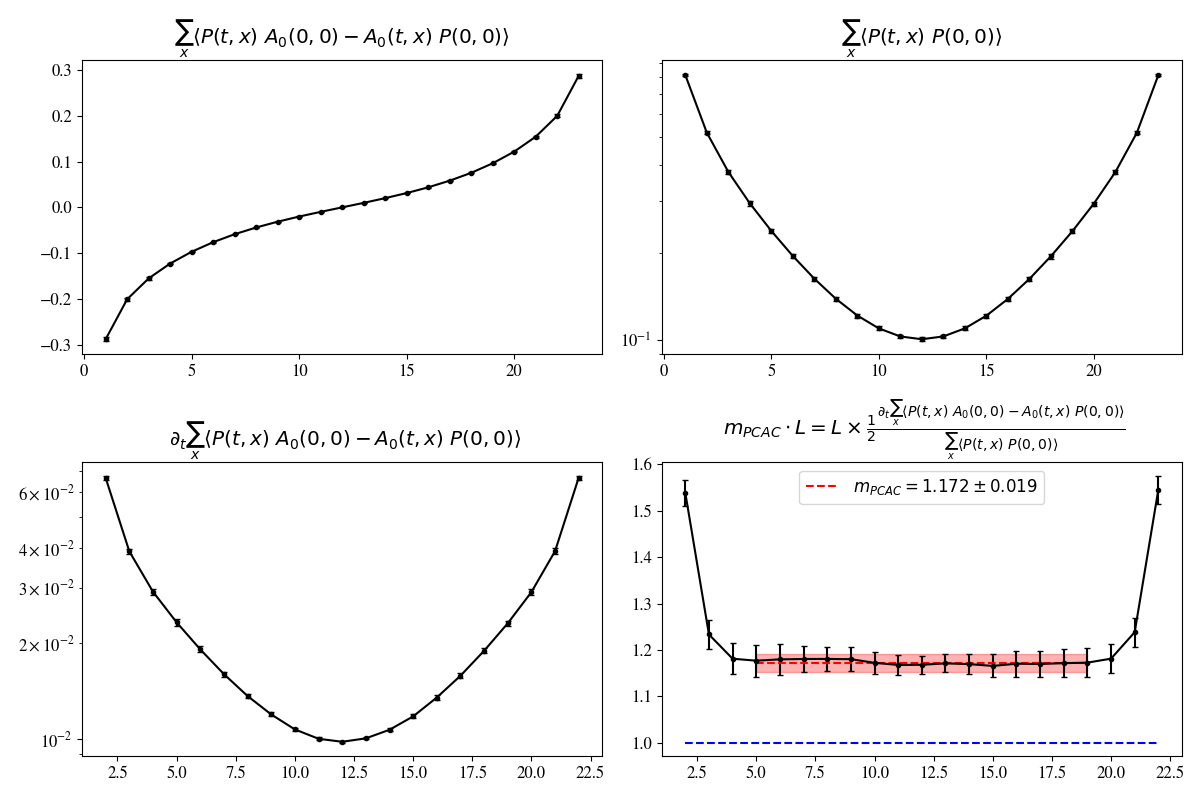 ∑ₓ⟨P(t, x) A₀(0, 0) − A₀(t, x) P(0, 0)⟩
0.3
0.2
0.1
0.0
−0.1
−0.2
−0.3
0 5 10 15 20
∑ₓ⟨P(t, x) P(0, 0)⟩
10⁻¹
0 5 10 15 20
∂ₜ∑ₓ⟨P(t, x) A₀(0, 0) − A₀(t, x) P(0, 0)⟩
6 × 10⁻²
4 × 10⁻²
3 × 10⁻²
2 × 10⁻²
10⁻²
2.5 5.0 7.5 10.0 12.5 15.0 17.5 20.0 22.5
m_PCAC · L = L × ½ ∂ₜ∑ₓ⟨P(t, x) A₀(0, 0) − A₀(t, x) P(0, 0)⟩ / ∑ₓ⟨P(t, x) P(0, 0)⟩
m_PCAC = 1.172 ± 0.019
1.6
1.5
1.4
1.3
1.2
1.1
1.0
2.5 5.0 7.5 10.0 12.5 15.0 17.5 20.0 22.5